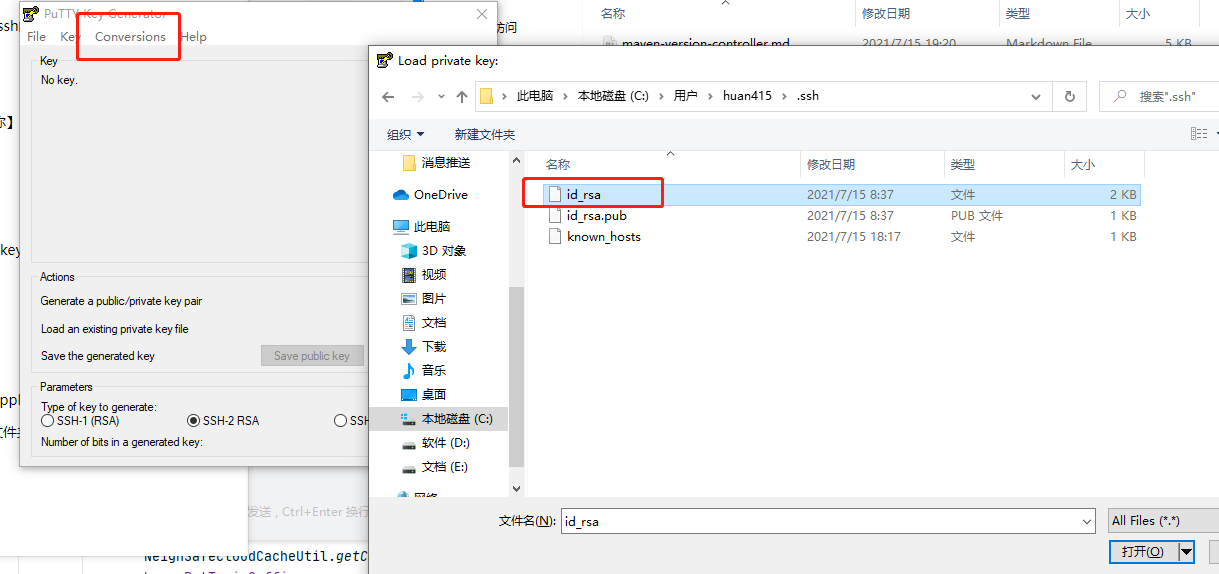 PuTTY Key Generator
File Key Conversions Help
Key
No key.
Actions
Generate a public/private key pair
Load an existing private key file
Save the generated key
Save public key
Parameters
Type of key to generate:
SSH-1 (RSA)
SSH-2 RSA
SSH
Number of bits in a generated key:
ssh
key
访问
名称
修改日期
类型
大小
maven-version-controller.md
2021/7/15 19:20
Markdown File
5 KB
Load private key:
此电脑 › 本地磁盘 (C:) › 用户 › huan415 › .ssh
搜索".ssh"
组织
新建文件夹
消息推送
OneDrive
此电脑
3D 对象
视频
图片
文档
下载
音乐
桌面
本地磁盘 (C:)
软件 (D:)
文档 (E:)
网络
名称
修改日期
类型
大小
id_rsa
2021/7/15 8:37
文件
2 KB
id_rsa.pub
2021/7/15 8:37
PUB 文件
1 KB
known_hosts
2021/7/15 18:17
文件
1 KB
文件名(N):
id_rsa
All Files (*.*)
打开(O)
发送 , Ctrl+Enter 换行
NeighSafeCloudCacheUtil.getC